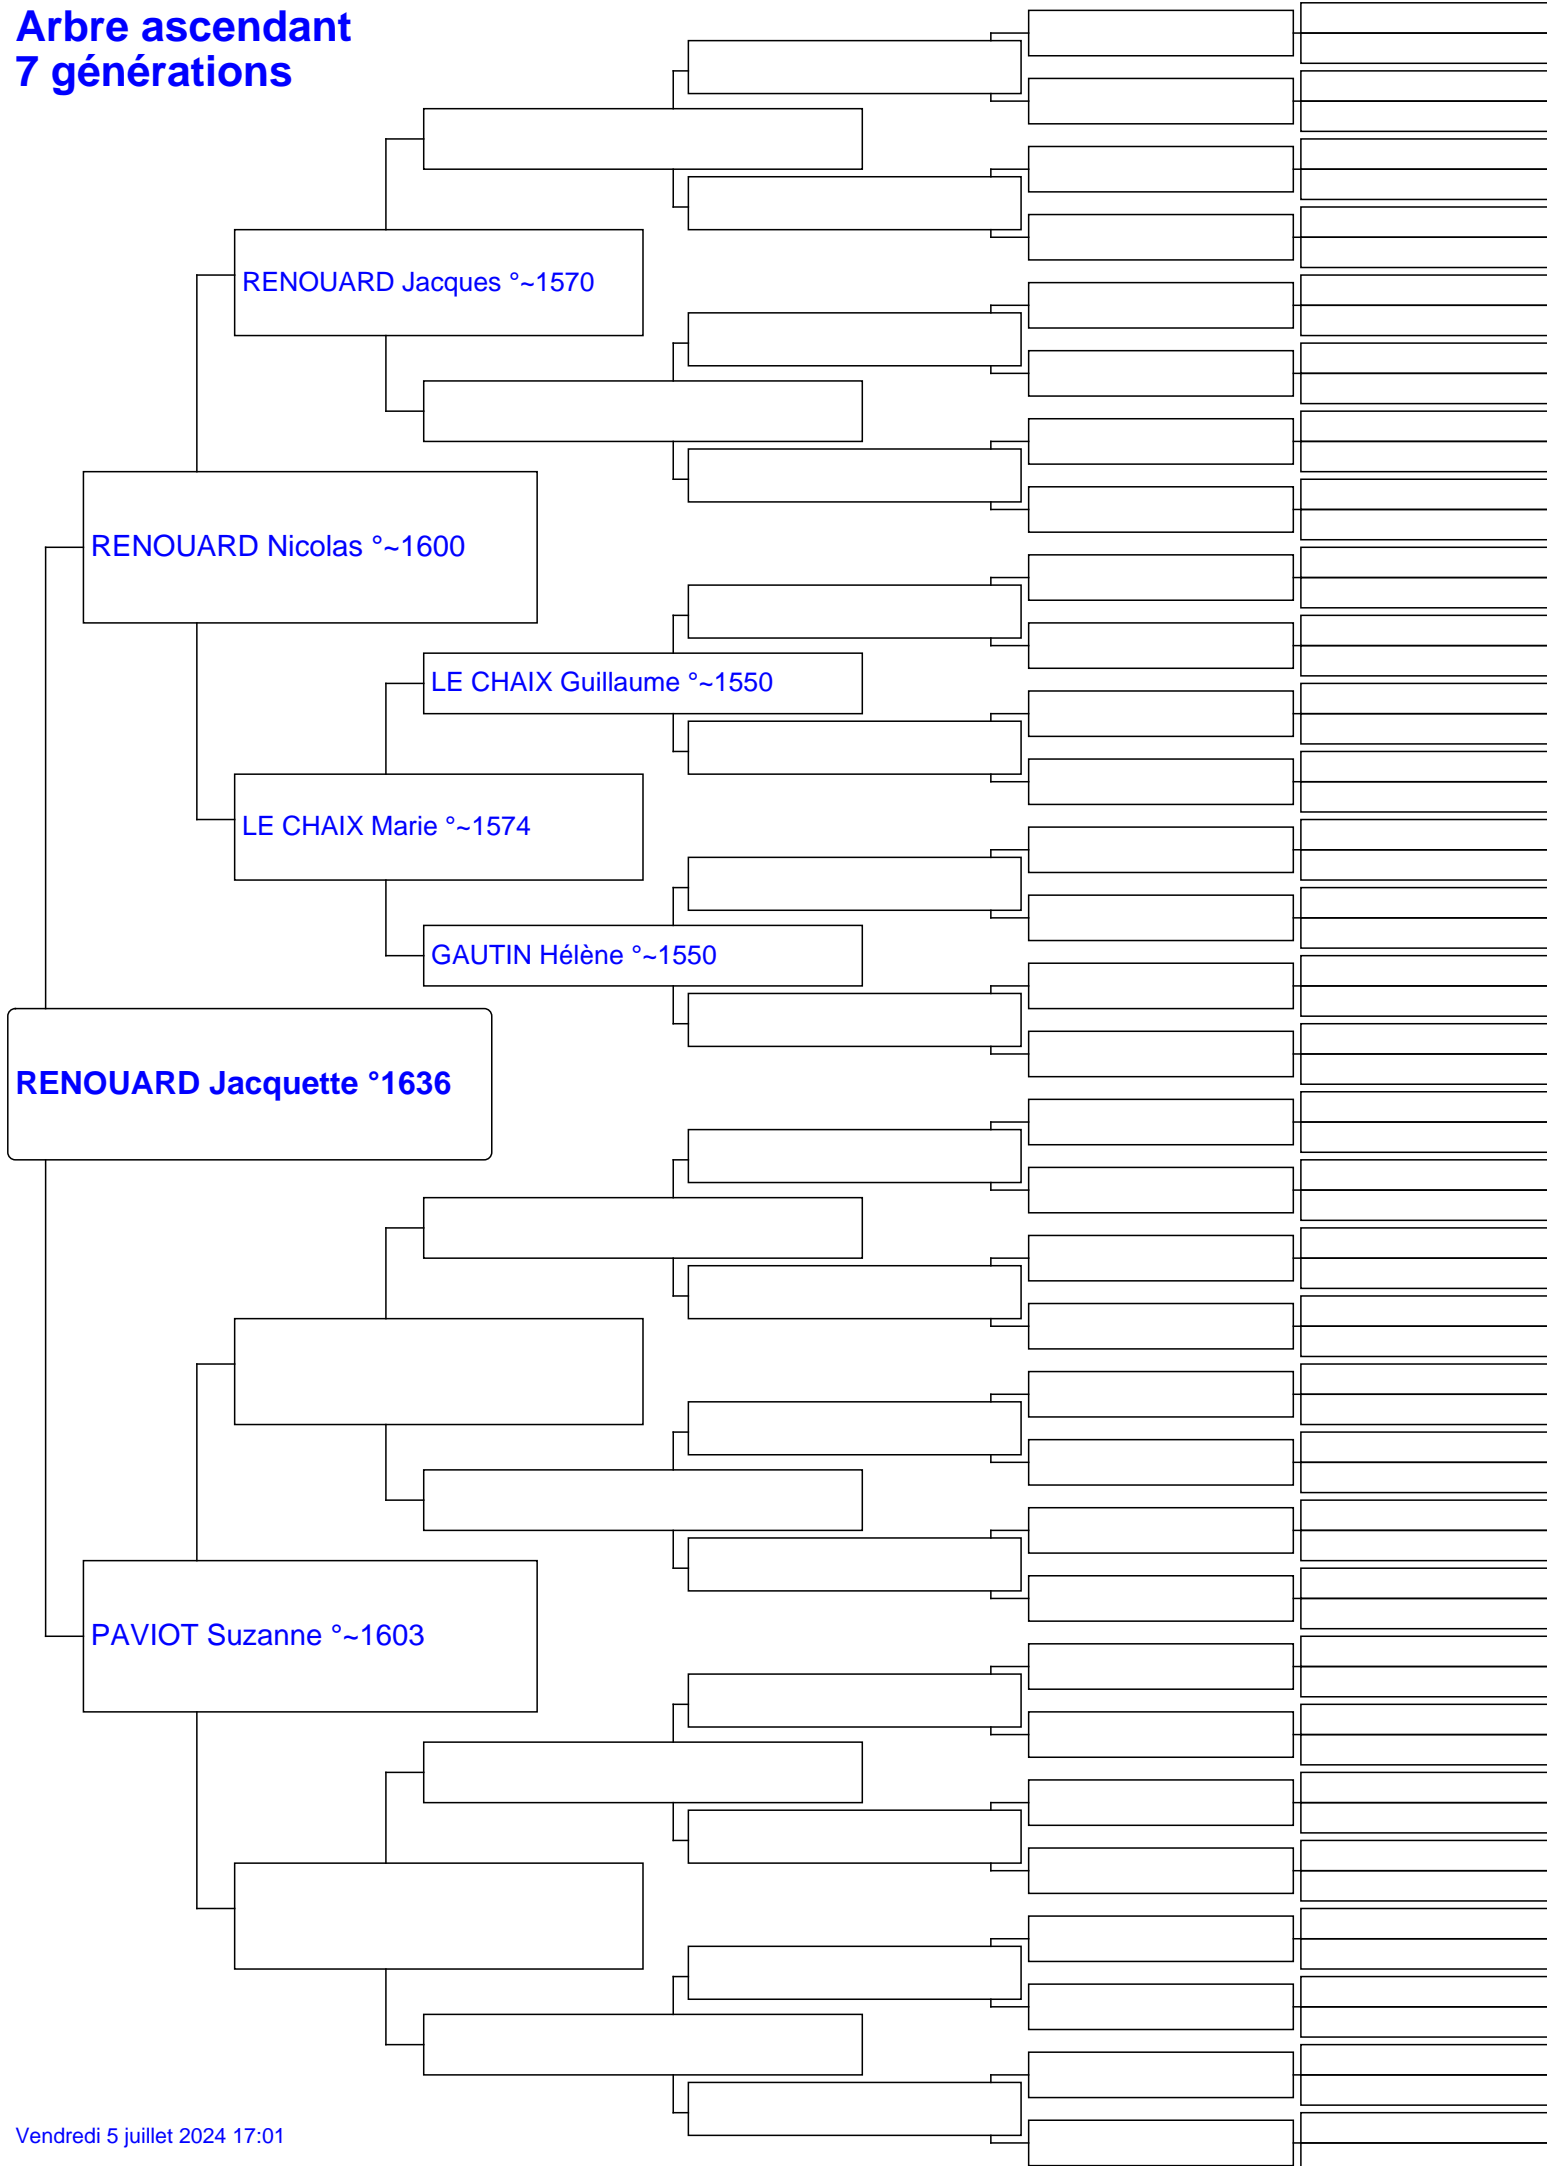 Arbre ascendant
7 générations
RENOUARD Jacques °~1570
RENOUARD Nicolas °~1600
LE CHAIX Guillaume °~1550
LE CHAIX Marie °~1574
GAUTIN Hélène °~1550
RENOUARD Jacquette °1636
PAVIOT Suzanne °~1603
Vendredi 5 juillet 2024 17:01